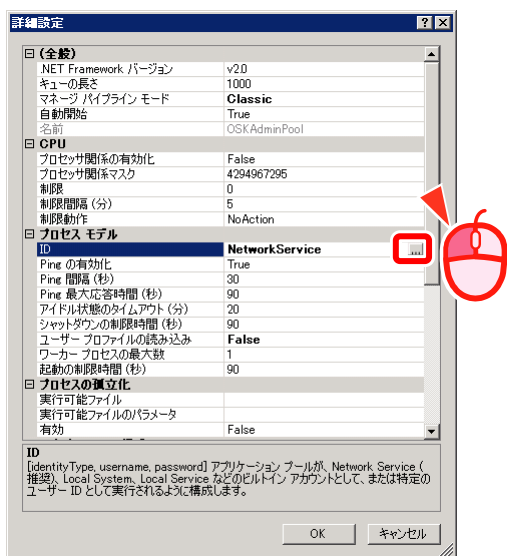 詳細設定
(全般)
.NET Framework バージョン v2.0
キューの長さ 1000
マネージ パイプライン モード Classic
自動開始 True
名前 OSKAdminPool
CPU
プロセッサ関係の有効化 False
プロセッサ関係マスク 4294967295
制限 0
制限間隔 (分) 5
制限動作 NoAction
プロセス モデル
ID NetworkService ...
Ping の有効化 True
Ping 間隔 (秒) 30
Ping 最大応答時間 (秒) 90
アイドル状態のタイムアウト (分) 20
シャットダウンの制限時間 (秒) 90
ユーザー プロファイルの読み込み False
ワーカー プロセスの最大数 1
起動の制限時間 (秒) 90
プロセスの孤立化
実行可能ファイル
実行可能ファイルのパラメータ
有効 False
ID
[identityType, username, password] アプリケーション プールが、Network Service (
推奨)、Local System、Local Service などのビルトイン アカウントとして、または特定の
ユーザー ID として実行されるように構成します。
OK キャンセル